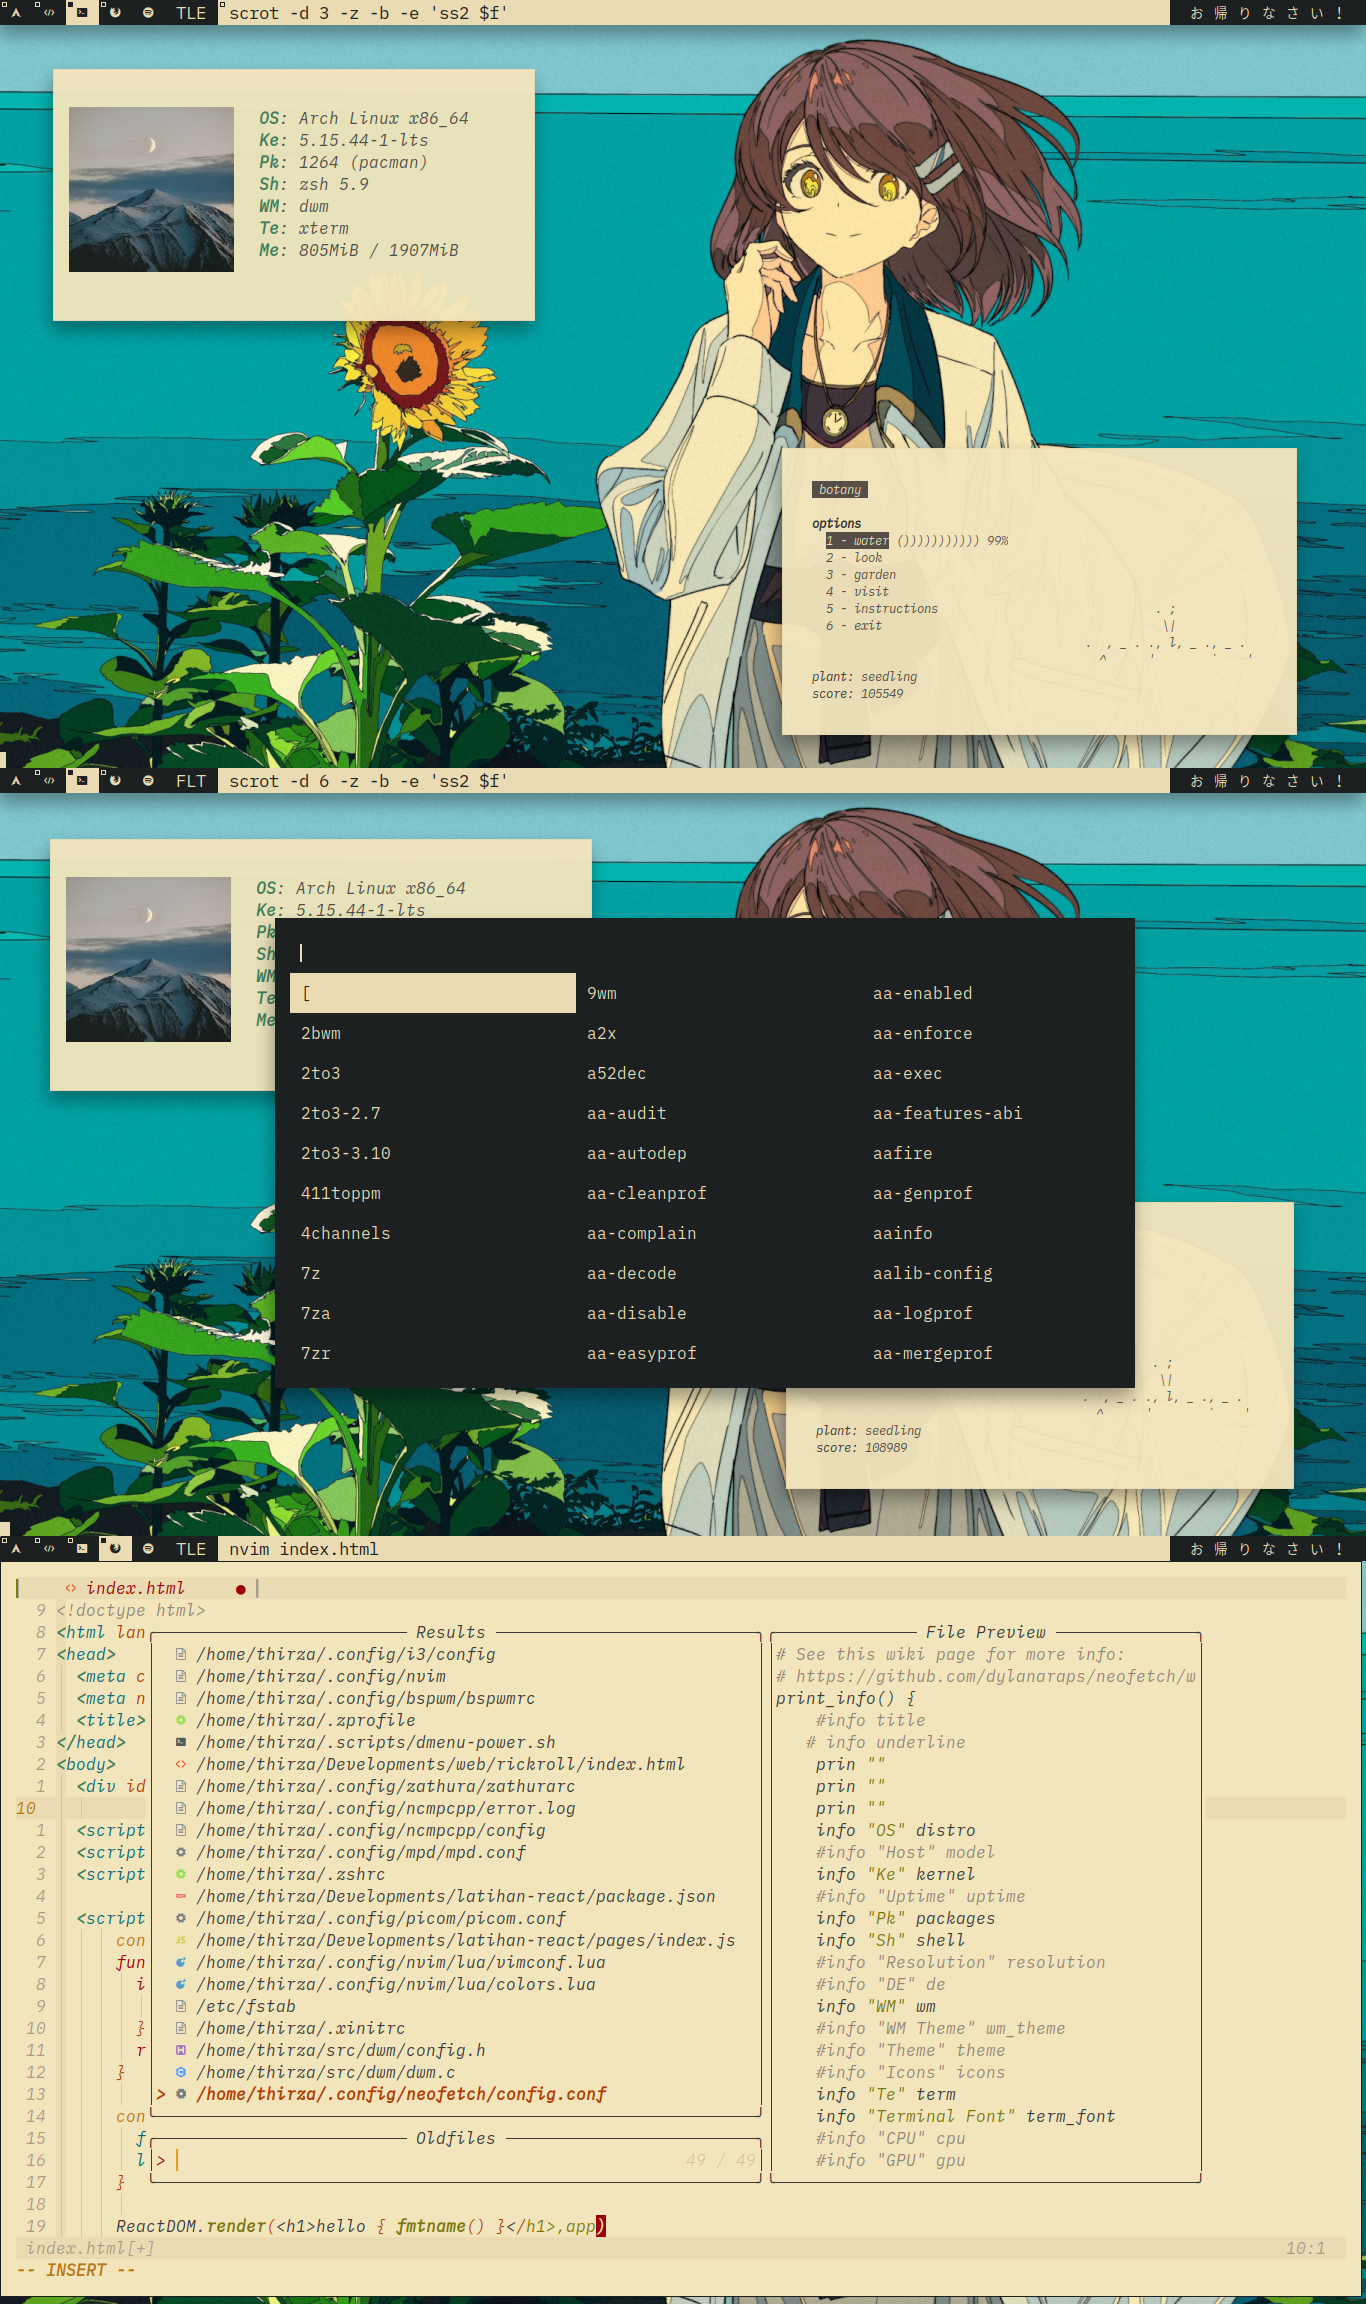 TLE scrot -d 3 -z -b -e 'ss2 $f' お帰りなさい!
OS: Arch Linux x86_64
Ke: 5.15.44-1-lts
Pk: 1264 (pacman)
Sh: zsh 5.9
WM: dwm
Te: xterm
Me: 805MiB / 1907MiB
botany
options
1 - water ())))))))))) 99%
2 - look
3 - garden
4 - visit
5 - instructions
6 - exit
plant: seedling
score: 105549
FLT scrot -d 6 -z -b -e 'ss2 $f' お帰りなさい!
OS: Arch Linux x86_64
Ke: 5.15.44-1-lts
Pk
Sh
WM
Te
Me
[ 9wm aa-enabled
2bwm a2x aa-enforce
2to3 a52dec aa-exec
2to3-2.7 aa-audit aa-features-abi
2to3-3.10 aa-autodep aafire
411toppm aa-cleanprof aa-genprof
4channels aa-complain aainfo
7z aa-decode aalib-config
7za aa-disable aa-logprof
7zr aa-easyprof aa-mergeprof
plant: seedling
score: 108989
TLE nvim index.html お帰りなさい!
<> index.html ●
9 <!doctype html>
8 <html lan
7 <head>
6 <meta c
5 <meta n
4 <title>
3 </head>
2 <body>
1 <div id
10
1 <script
2 <script
3 <script
4
5 <script
6 con
7 fun
8 i
9
10 }
11 r
12 }
13
14 con
15 f
16 l
17 }
18
19 ReactDOM.render(<h1>hello { fmtname() }</h1>,app)
Results
/home/thirza/.config/i3/config
/home/thirza/.config/nvim
/home/thirza/.config/bspwm/bspwmrc
/home/thirza/.zprofile
/home/thirza/.scripts/dmenu-power.sh
<> /home/thirza/Developments/web/rickroll/index.html
/home/thirza/.config/zathura/zathurarc
/home/thirza/.config/ncmpcpp/error.log
/home/thirza/.config/ncmpcpp/config
/home/thirza/.config/mpd/mpd.conf
/home/thirza/.zshrc
/home/thirza/Developments/latihan-react/package.json
/home/thirza/.config/picom/picom.conf
JS /home/thirza/Developments/latihan-react/pages/index.js
/home/thirza/.config/nvim/lua/vimconf.lua
/home/thirza/.config/nvim/lua/colors.lua
/etc/fstab
/home/thirza/.xinitrc
/home/thirza/src/dwm/config.h
/home/thirza/src/dwm/dwm.c
> /home/thirza/.config/neofetch/config.conf
Oldfiles
> 49 / 49
File Preview
# See this wiki page for more info:
# https://github.com/dylanaraps/neofetch/w
print_info() {
#info title
# info underline
prin ""
prin ""
prin ""
info "OS" distro
#info "Host" model
info "Ke" kernel
#info "Uptime" uptime
info "Pk" packages
info "Sh" shell
#info "Resolution" resolution
#info "DE" de
info "WM" wm
#info "WM Theme" wm_theme
#info "Theme" theme
#info "Icons" icons
info "Te" term
info "Terminal Font" term_font
#info "CPU" cpu
#info "GPU" gpu
index.html[+] 10:1
-- INSERT --